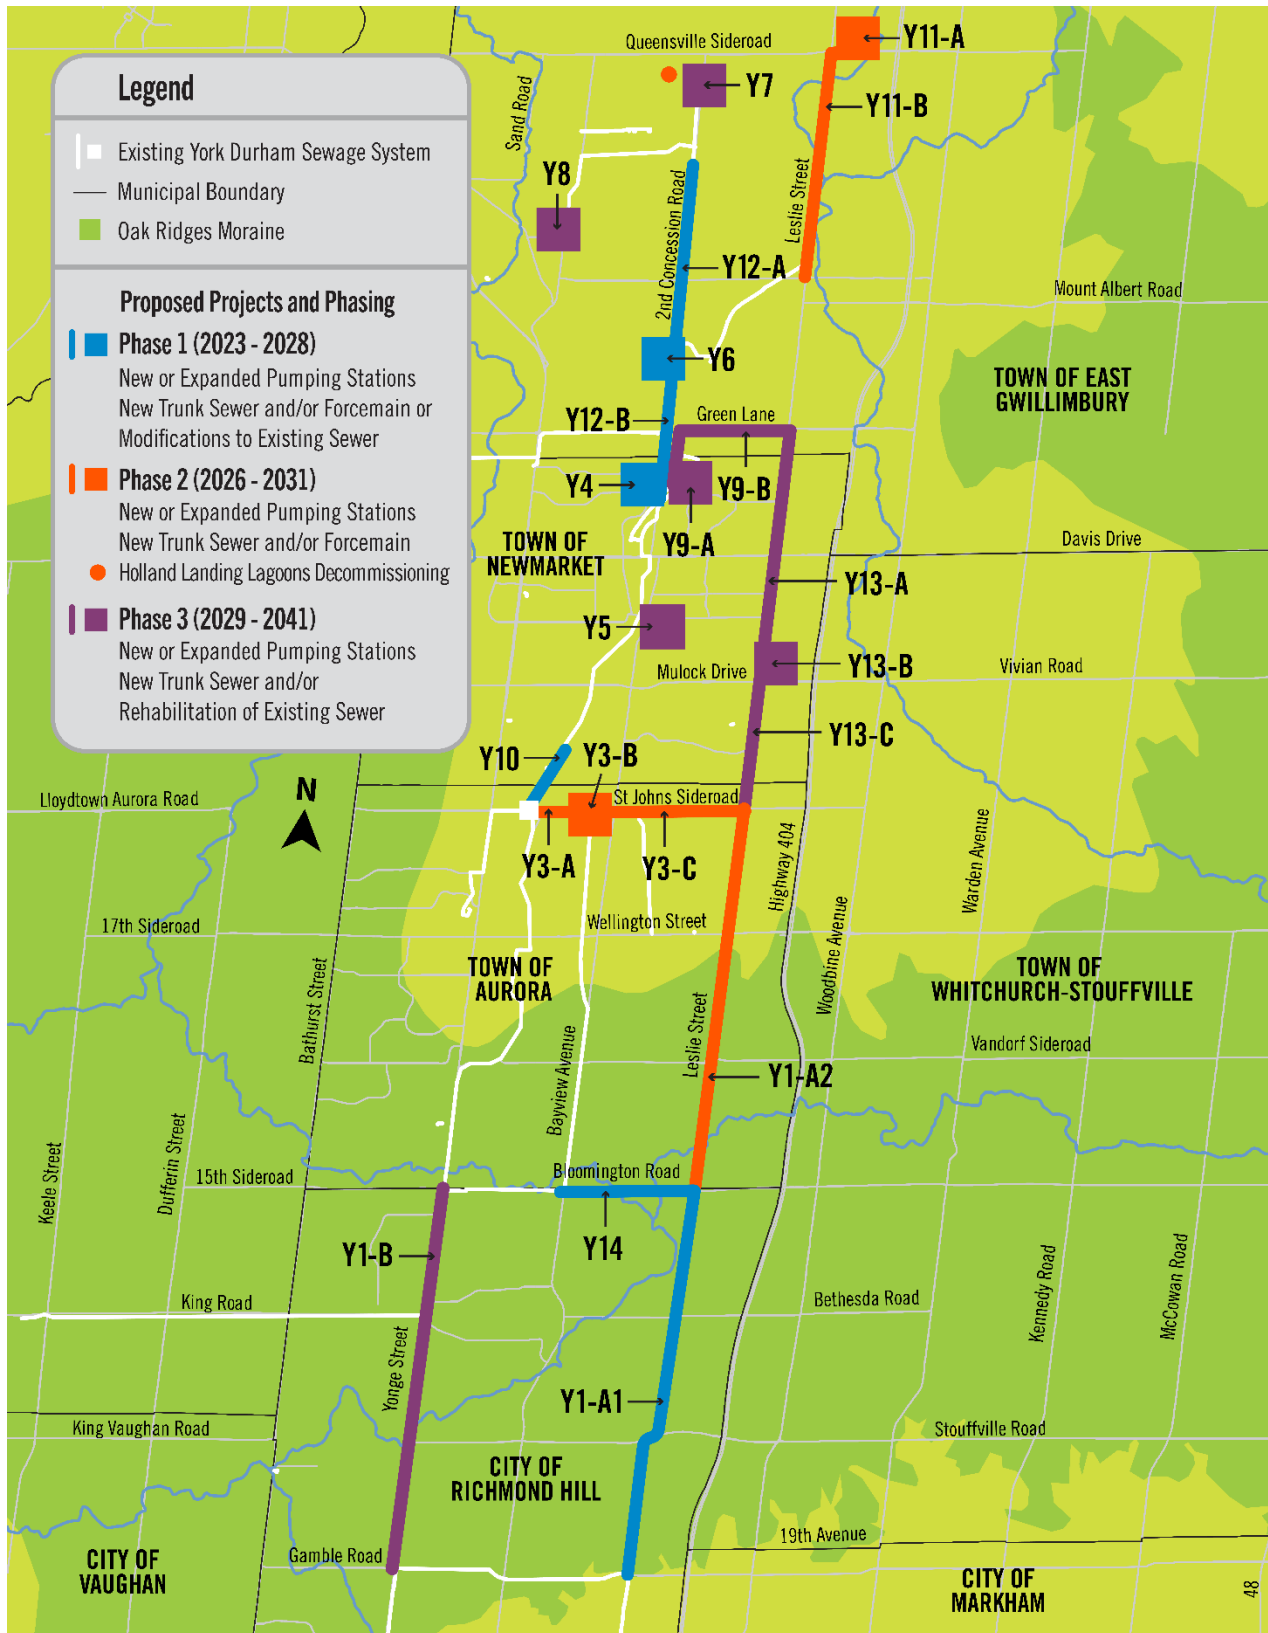 Legend
Existing York Durham Sewage System
Municipal Boundary
Oak Ridges Moraine
Proposed Projects and Phasing
Phase 1 (2023 - 2028)
New or Expanded Pumping Stations
New Trunk Sewer and/or Forcemain or
Modifications to Existing Sewer
Phase 2 (2026 - 2031)
New or Expanded Pumping Stations
New Trunk Sewer and/or Forcemain
Holland Landing Lagoons Decommissioning
Phase 3 (2029 - 2041)
New or Expanded Pumping Stations
New Trunk Sewer and/or
Rehabilitation of Existing Sewer
Queensville Sideroad
Y11-A
Y7
Y11-B
Sand Road
Y8
Leslie Street
2nd Concession Road
Y12-A
Mount Albert Road
Y6
TOWN OF EAST
GWILLIMBURY
Y12-B
Green Lane
Y4
Y9-B
Y9-A
TOWN OF
NEWMARKET
Davis Drive
Y13-A
Y5
Mulock Drive
Y13-B
Vivian Road
Y13-C
Y10
Y3-B
N
Lloydtown Aurora Road
St Johns Sideroad
Y3-A
Y3-C
Highway 404
Warden Avenue
17th Sideroad
Wellington Street
Woodbine Avenue
TOWN OF
AURORA
TOWN OF
WHITCHURCH-STOUFFVILLE
Bathurst Street
Leslie Street
Vandorf Sideroad
Bayview Avenue
Y1-A2
Keele Street
Dufferin Street
15th Sideroad
Bloomington Road
Y14
Y1-B
King Road
Bethesda Road
Kennedy Road
McCowan Road
Yonge Street
Y1-A1
King Vaughan Road
Stouffville Road
CITY OF
RICHMOND HILL
19th Avenue
Gamble Road
CITY OF
VAUGHAN
CITY OF
MARKHAM
48